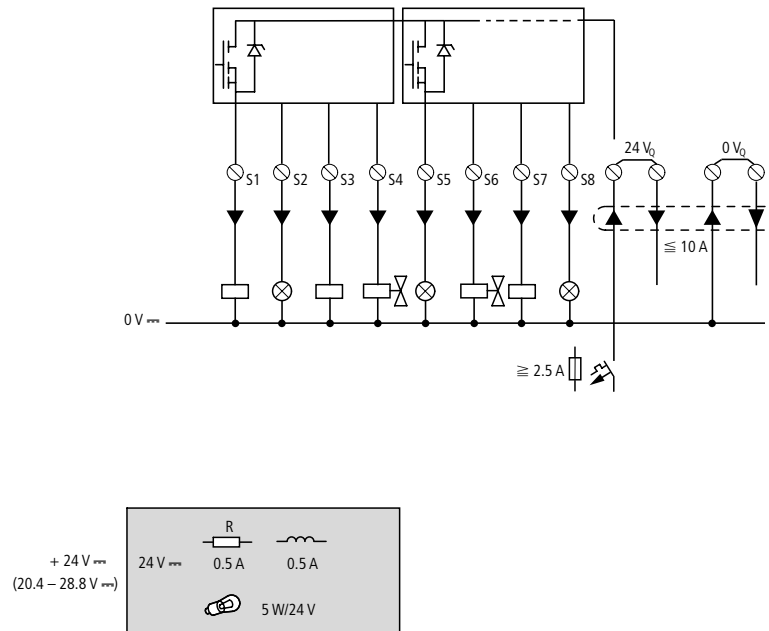 24 V_Q
0 V_Q
S1 S2 S3 S4 S5 S6 S7 S8
≦ 10 A
0 V ⎓
≧ 2.5 A
R
+ 24 V ⎓
24 V ⎓
0.5 A
0.5 A
(20.4 – 28.8 V ⎓)
5 W/24 V